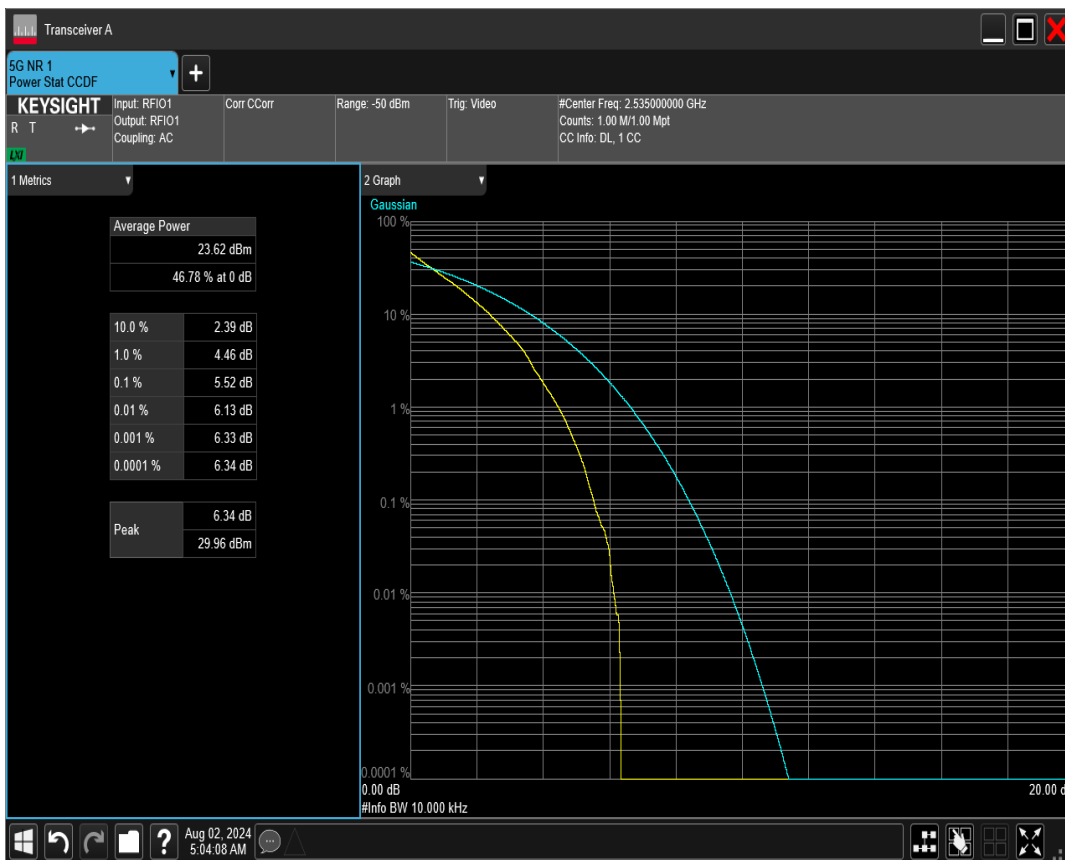 Transceiver A
5G NR 1
Power Stat CCDF
KEYSIGHT
R T
LXI
Input: RFIO1
Output: RFIO1
Coupling: AC
Corr CCorr
Range: -50 dBm
Trig: Video
#Center Freq: 2.535000000 GHz
Counts: 1.00 M/1.00 Mpt
CC Info: DL, 1 CC
1 Metrics
Average Power
23.62 dBm
46.78 % at 0 dB
10.0 % 2.39 dB
1.0 % 4.46 dB
0.1 % 5.52 dB
0.01 % 6.13 dB
0.001 % 6.33 dB
0.0001 % 6.34 dB
Peak
6.34 dB
29.96 dBm
2 Graph
Gaussian
100 %
10 %
1 %
0.1 %
0.01 %
0.001 %
0.0001 %
0.00 dB
20.00 d
#Info BW 10.000 kHz
Aug 02, 2024
5:04:08 AM